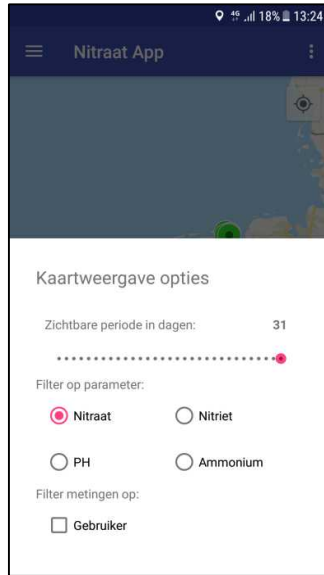 4G 18% 13:24
Nitraat App
Kaartweergave opties
Zichtbare periode in dagen: 31
Filter op parameter:
Nitraat Nitriet
PH Ammonium
Filter metingen op:
Gebruiker